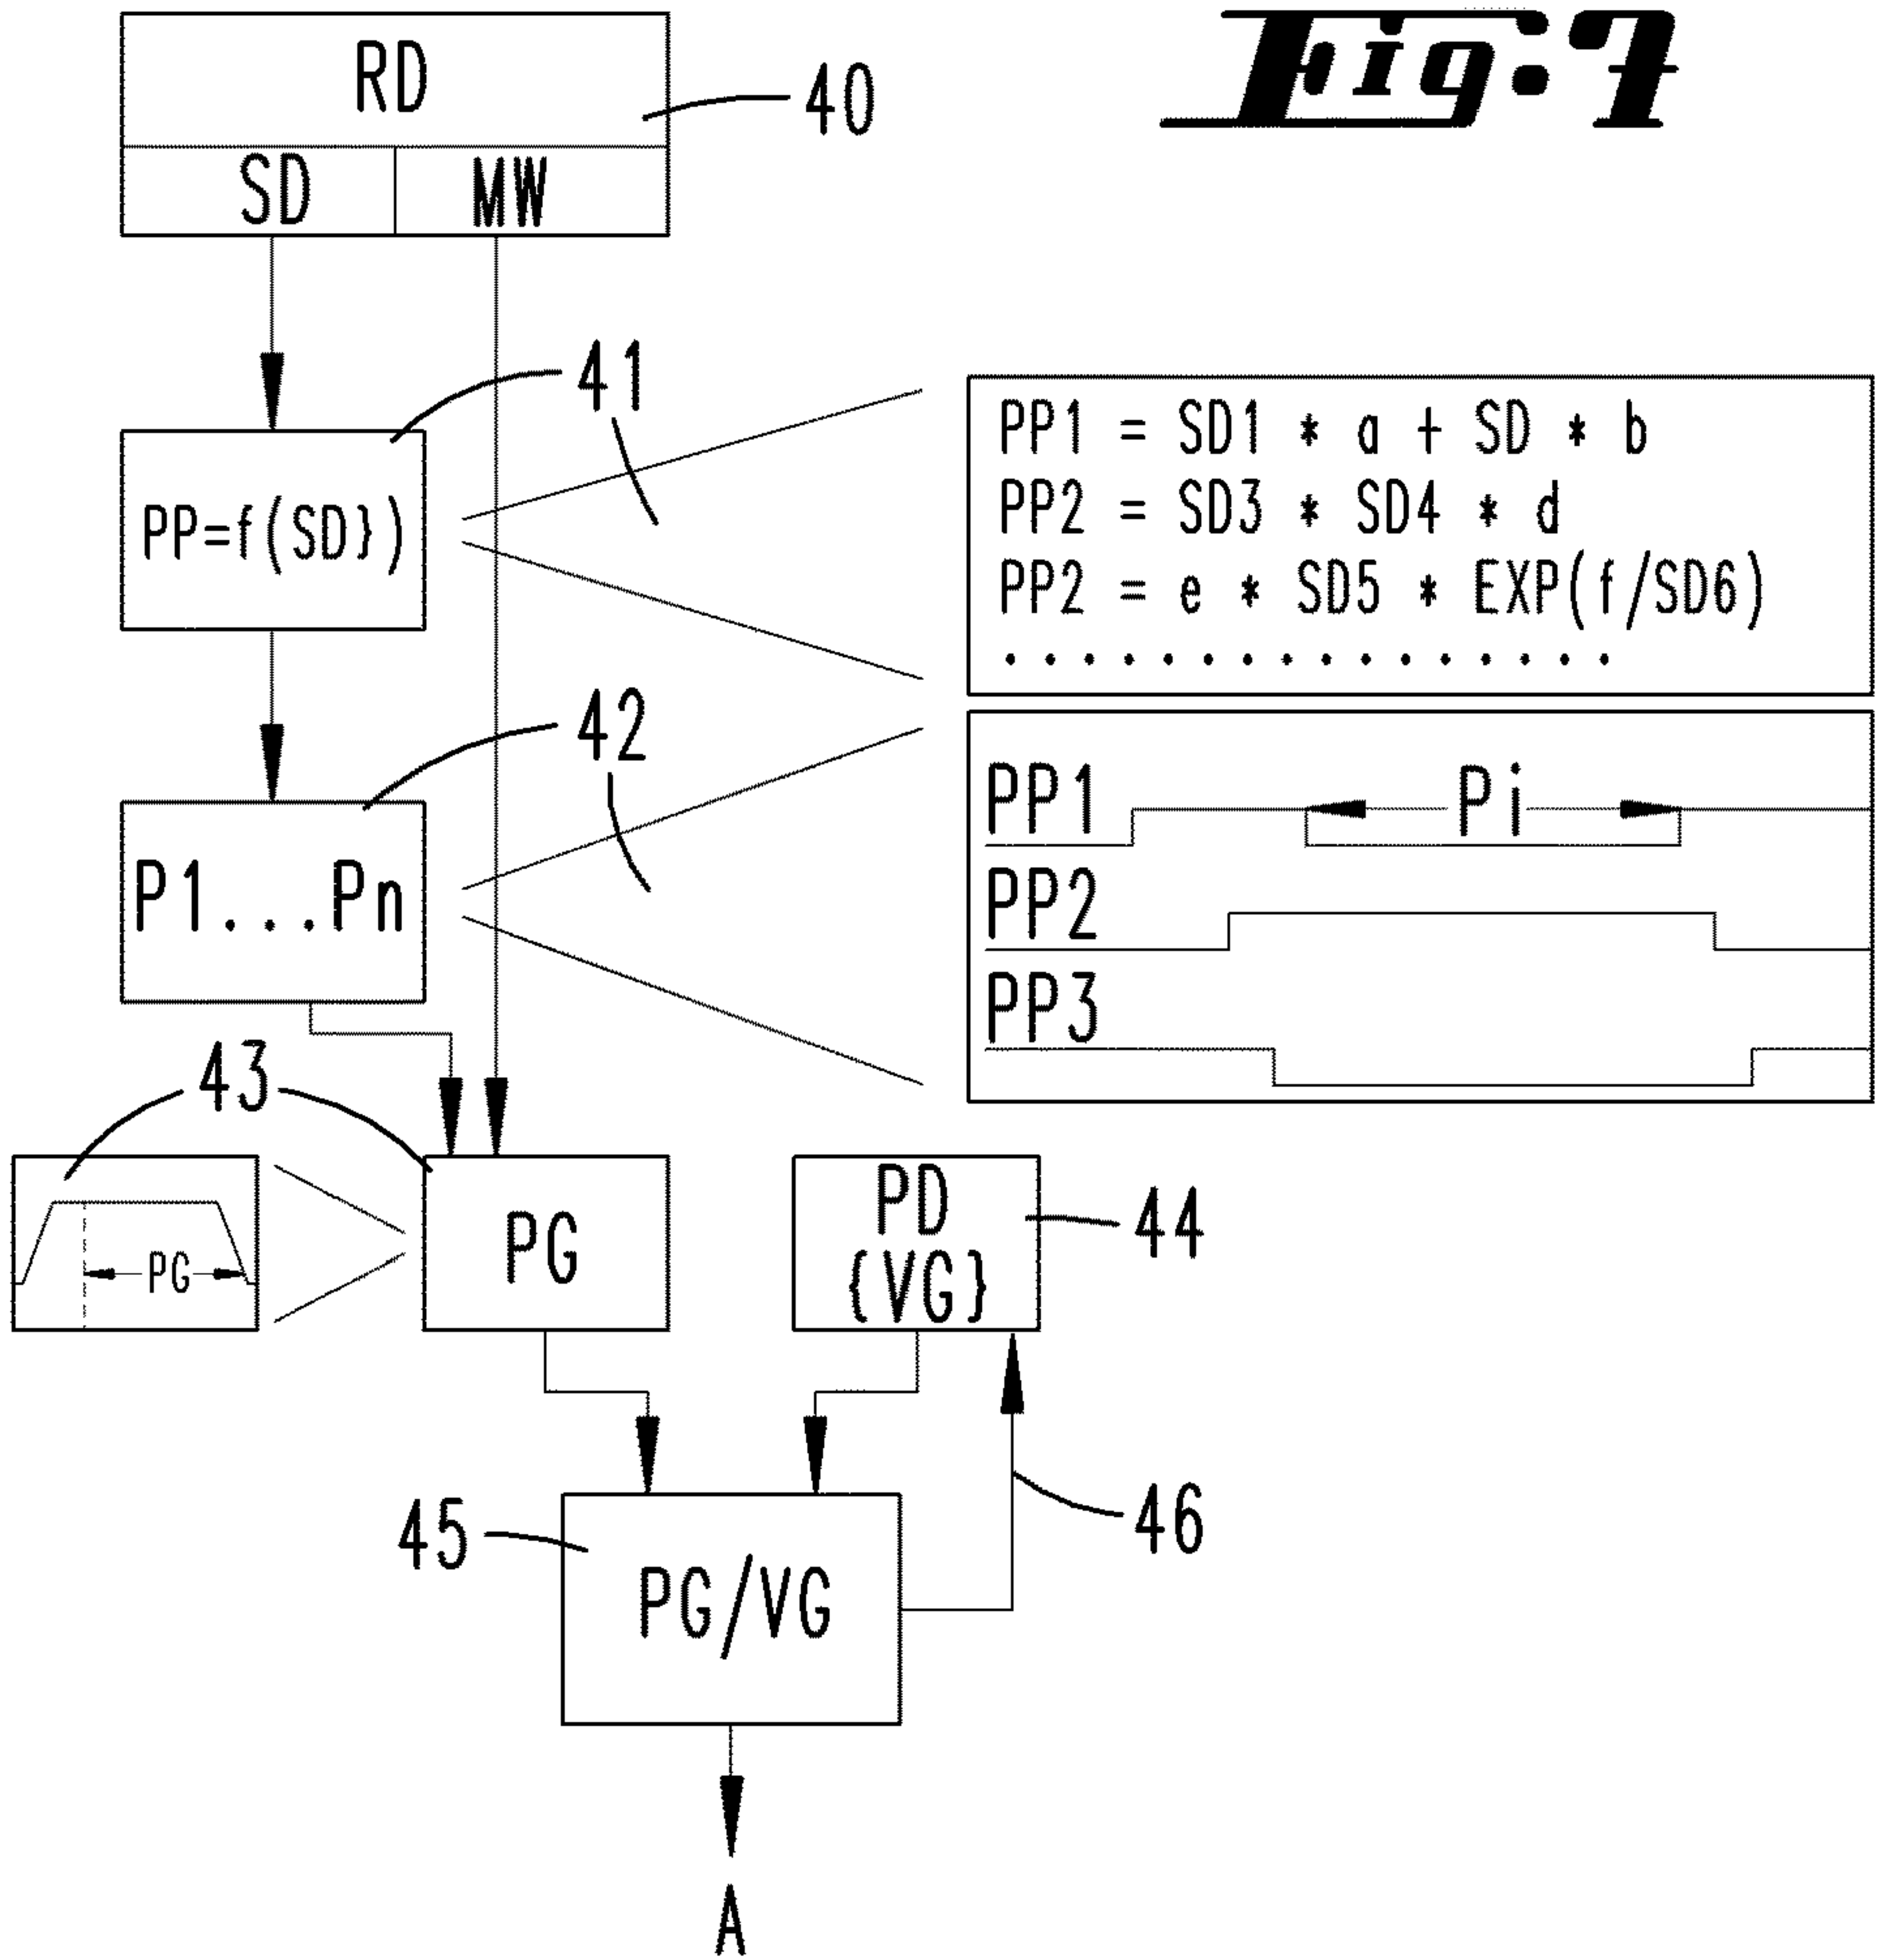 Fig. 7
RD
40
SD MW
41
PP=f(SD})
PP1 = SD1 * a + SD * b
PP2 = SD3 * SD4 * d
PP2 = e * SD5 * EXP(f/SD6)
. . . . . . . . . . . . . . . .
42
P1...Pn
PP1
Pi
PP2
PP3
43
PG
PG
PD
{VG}
44
45
PG/VG
46
A